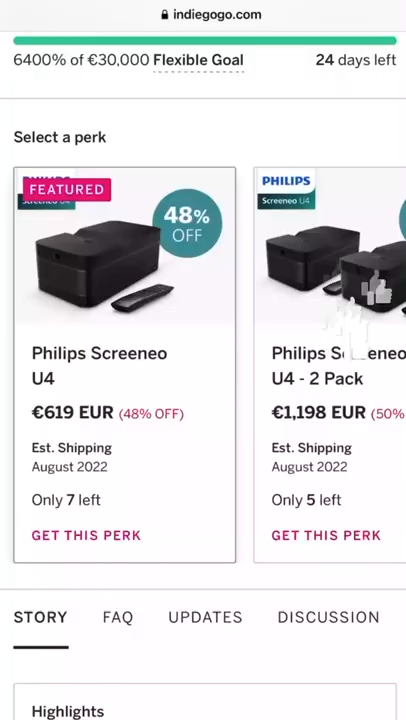 indiegogo.com
6400% of €30,000 Flexible Goal
24 days left
Select a perk
FEATURED
Screeneo U4
48%
OFF
Philips Screeneo
U4
€619 EUR (48% OFF)
Est. Shipping
August 2022
Only 7 left
GET THIS PERK
PHILIPS
Screeneo U4
Philips S eneo
U4 - 2 Pack
€1,198 EUR (50%
Est. Shipping
August 2022
Only 5 left
GET THIS PERK
STORY FAQ UPDATES DISCUSSION
Highlights